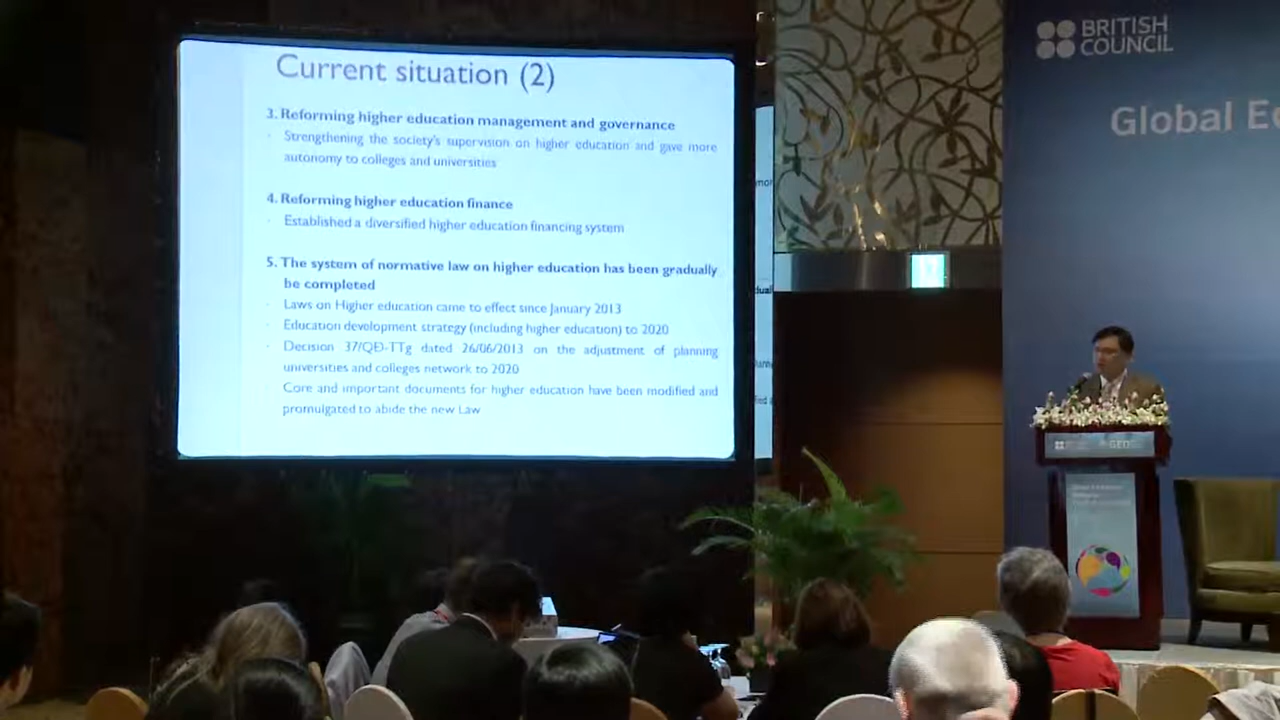 Current situation (2)
3. Reforming higher education management and governance
Strengthening the society's supervision on higher education and gave more
autonomy to colleges and universities
4. Reforming higher education finance
Established a diversified higher education financing system
5. The system of normative law on higher education has been gradually
be completed
Laws on Higher education came to effect since January 2013
Education development strategy (including higher education) to 2020
Decision 37/QĐ-TTg dated 26/06/2013 on the adjustment of planning
universities and colleges network to 2020
Core and important documents for higher education have been modified and
promulgated to abide the new Law
BRITISH
COUNCIL
Global